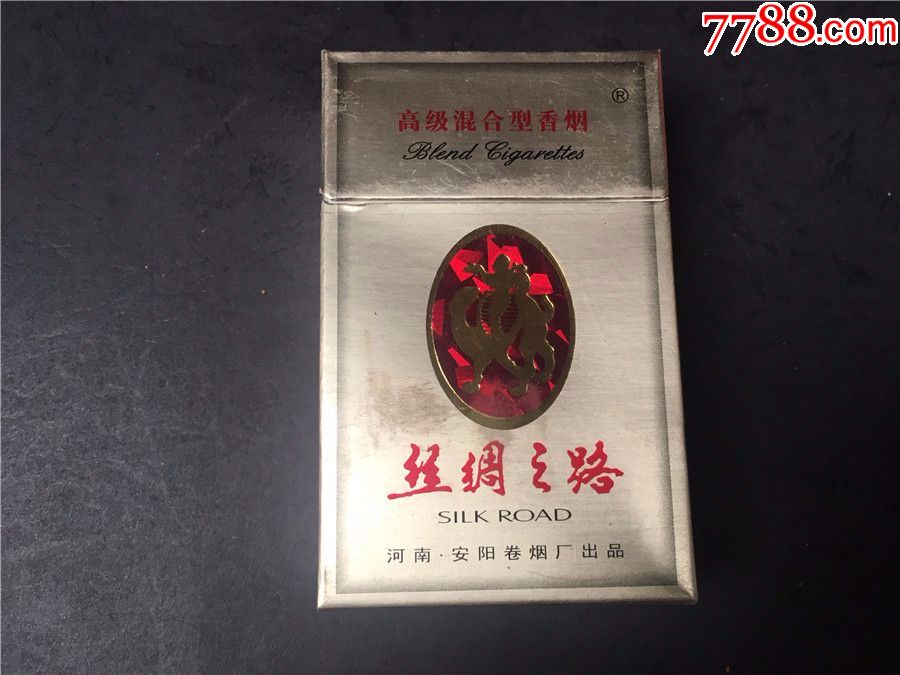 7788.com
®
高级混合型香烟
Blend Cigarettes
丝绸之路
SILK ROAD
河南·安阳卷烟厂出品